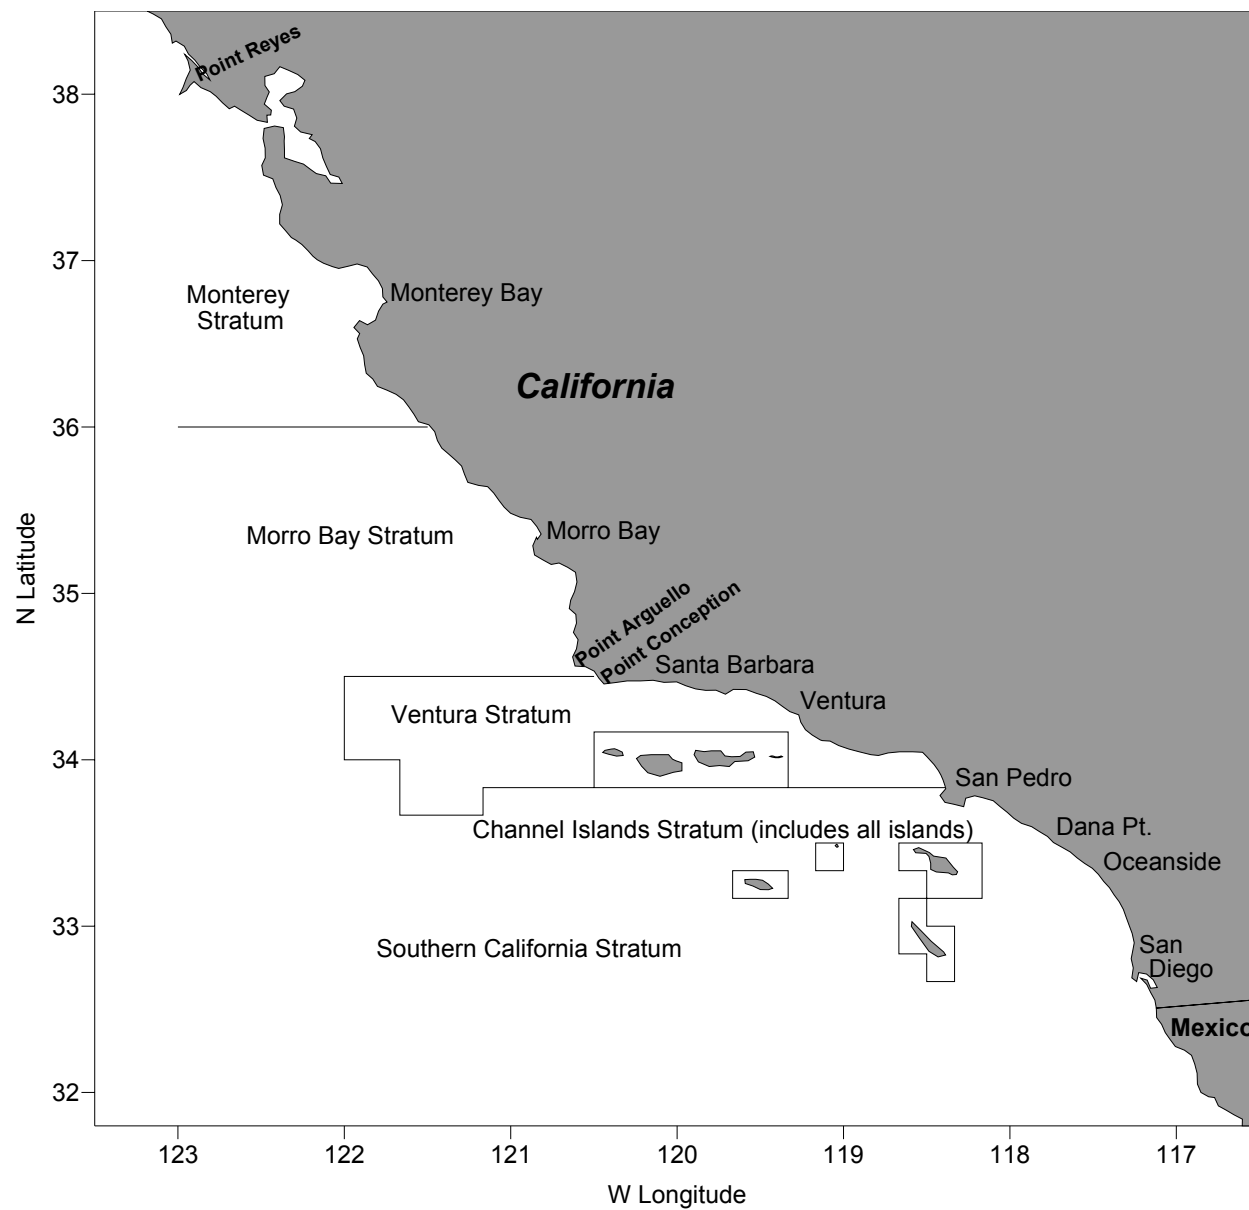 Point Reyes
38
37
Monterey
Stratum
Monterey Bay
California
36
Morro Bay Stratum
Morro Bay
N Latitude
35
Point Arguello
Point Conception
Santa Barbara
Ventura Stratum
Ventura
34
San Pedro
Channel Islands Stratum (includes all islands)
Dana Pt.
Oceanside
33
Southern California Stratum
San
Diego
Mexico
32
123
122
121
120
119
118
117
W Longitude